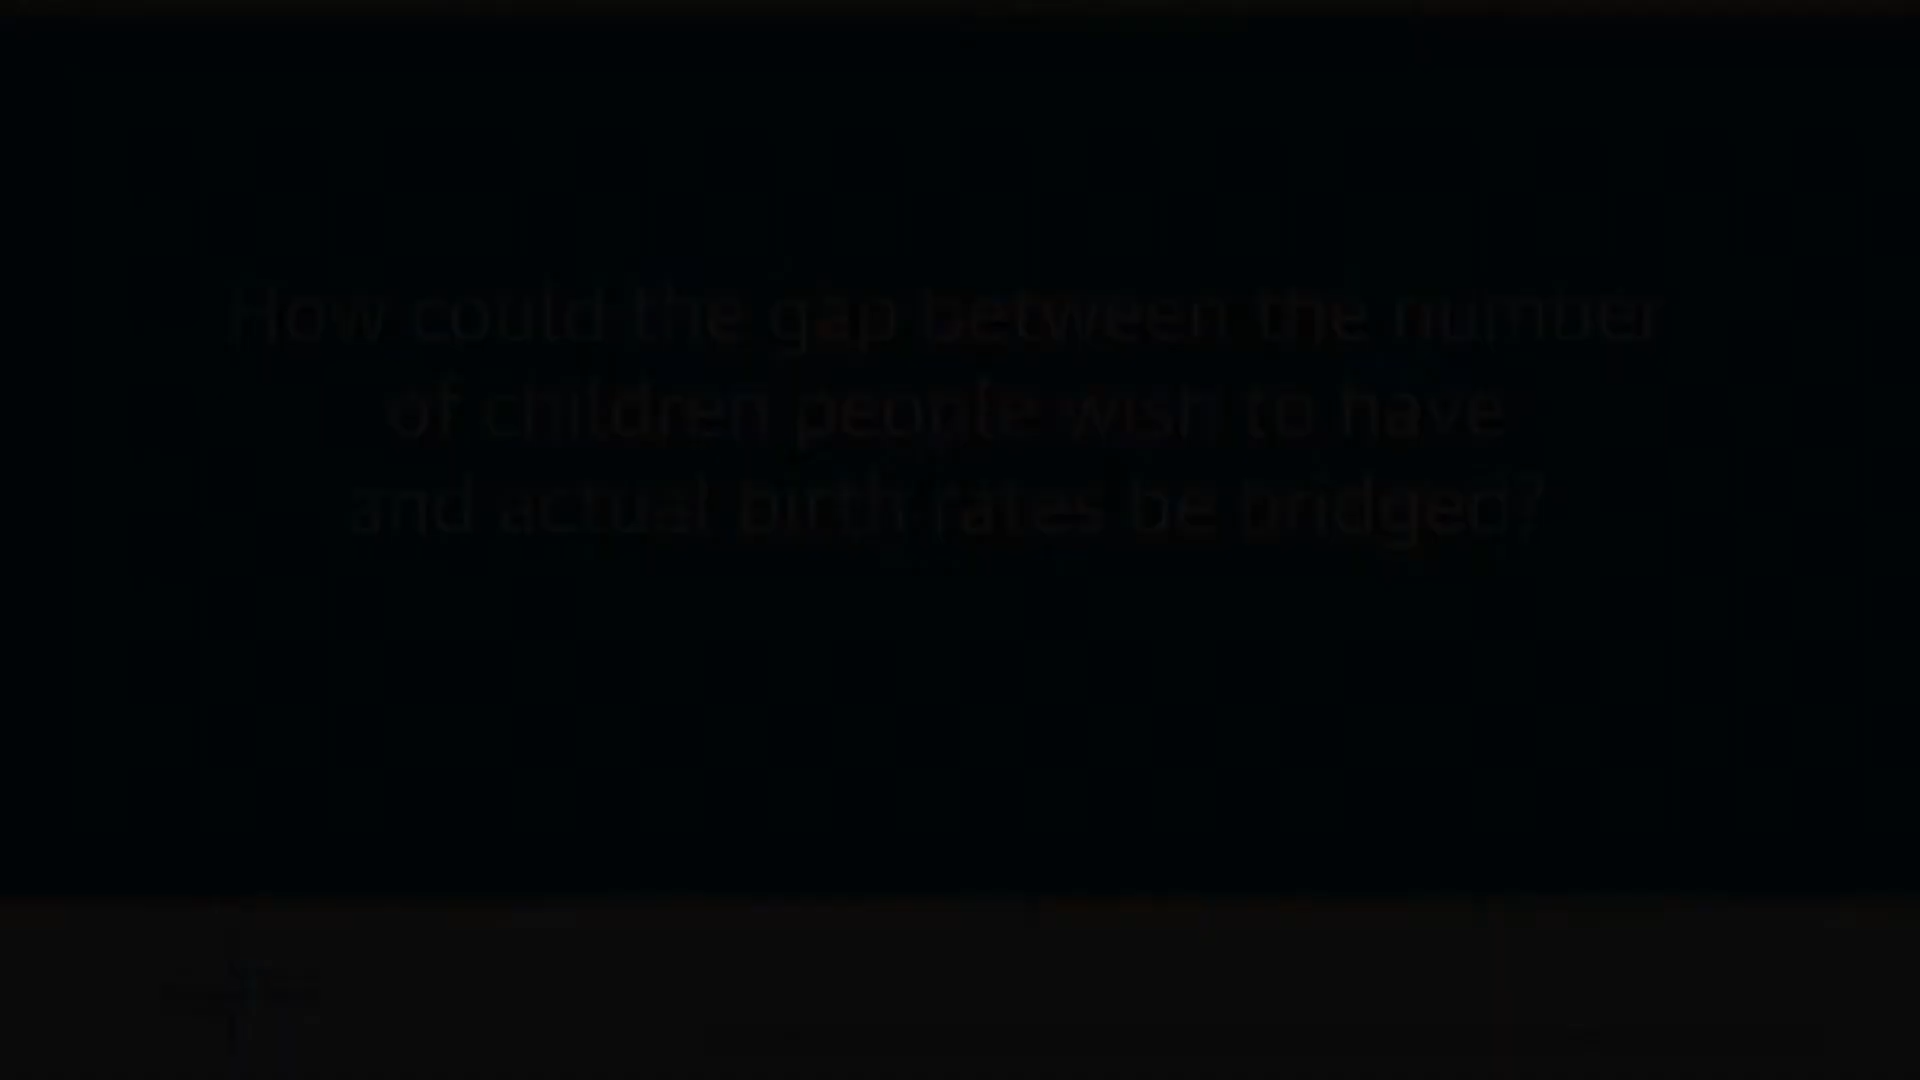 How could the gap between the number
of children people wish to have
and actual birth rates be bridged?